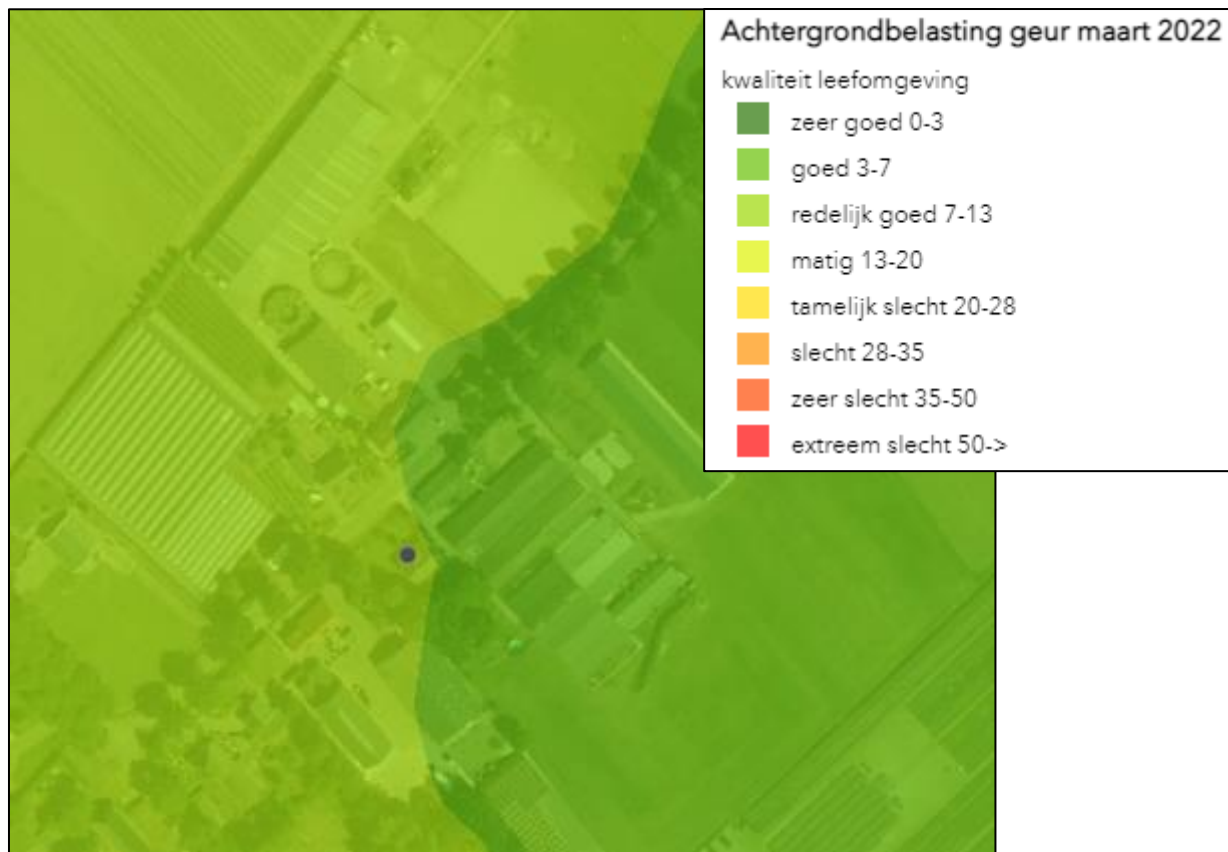 Achtergrondbelasting geur maart 2022
kwaliteit leefomgeving
zeer goed 0-3
goed 3-7
redelijk goed 7-13
matig 13-20
tamelijk slecht 20-28
slecht 28-35
zeer slecht 35-50
extreem slecht 50->